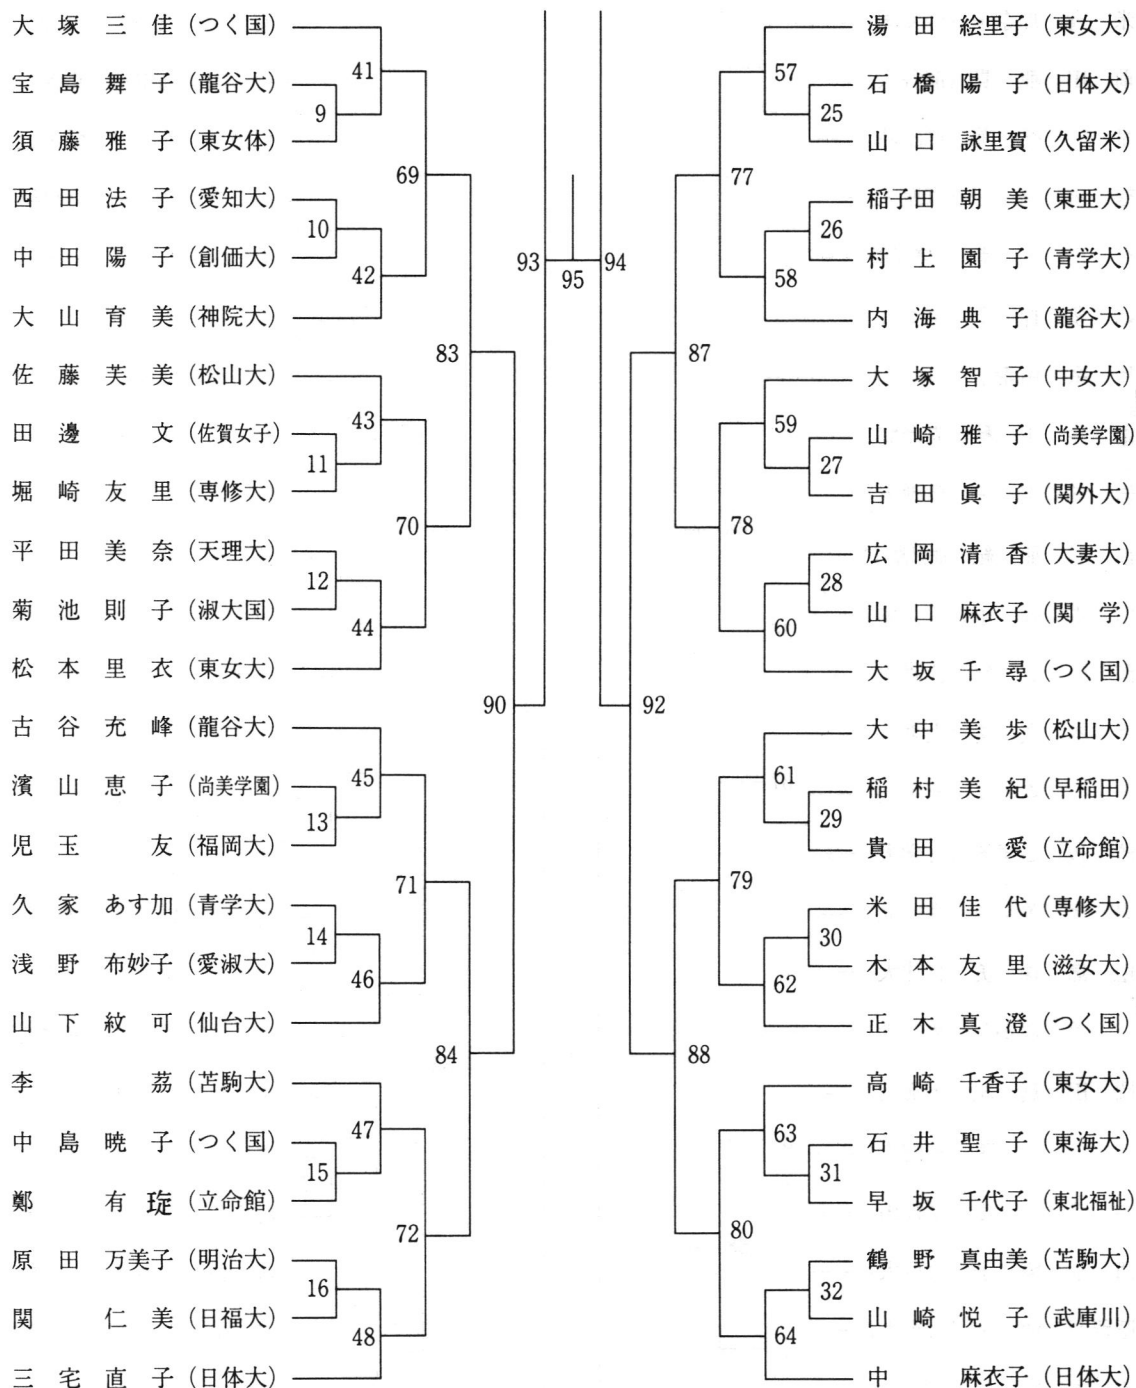 大塚三佳(つく国)
宝島舞子(龍谷大)
須藤雅子(東女体)
西田法子(愛知大)
中田陽子(創価大)
大山育美(神院大)
佐藤芙美(松山大)
田邊文(佐賀女子)
堀崎友里(専修大)
平田美奈(天理大)
菊池則子(淑大国)
松本里衣(東女大)
古谷充峰(龍谷大)
濱山恵子(尚美学園)
児玉友(福岡大)
久家あす加(青学大)
浅野布妙子(愛淑大)
山下紋可(仙台大)
李茘(苫駒大)
中島暁子(つく国)
鄭有琁(立命館)
原田万美子(明治大)
関仁美(日福大)
三宅直子(日体大)
9
10
11
12
13
14
15
16
41
42
43
44
45
46
47
48
69
70
71
72
83
84
90
93
95
94
92
87
88
77
78
79
80
57
58
59
60
61
62
63
64
25
26
27
28
29
30
31
32
湯田絵里子(東女大)
石橋陽子(日体大)
山口詠里賀(久留米)
稲子田朝美(東亜大)
村上園子(青学大)
内海典子(龍谷大)
大塚智子(中女大)
山崎雅子(尚美学園)
吉田眞子(関外大)
広岡清香(大妻大)
山口麻衣子(関学)
大坂千尋(つく国)
大中美歩(松山大)
稲村美紀(早稲田)
貴田愛(立命館)
米田佳代(専修大)
木本友里(滋女大)
正木真澄(つく国)
高崎千香子(東女大)
石井聖子(東海大)
早坂千代子(東北福祉)
鶴野真由美(苫駒大)
山崎悦子(武庫川)
中麻衣子(日体大)